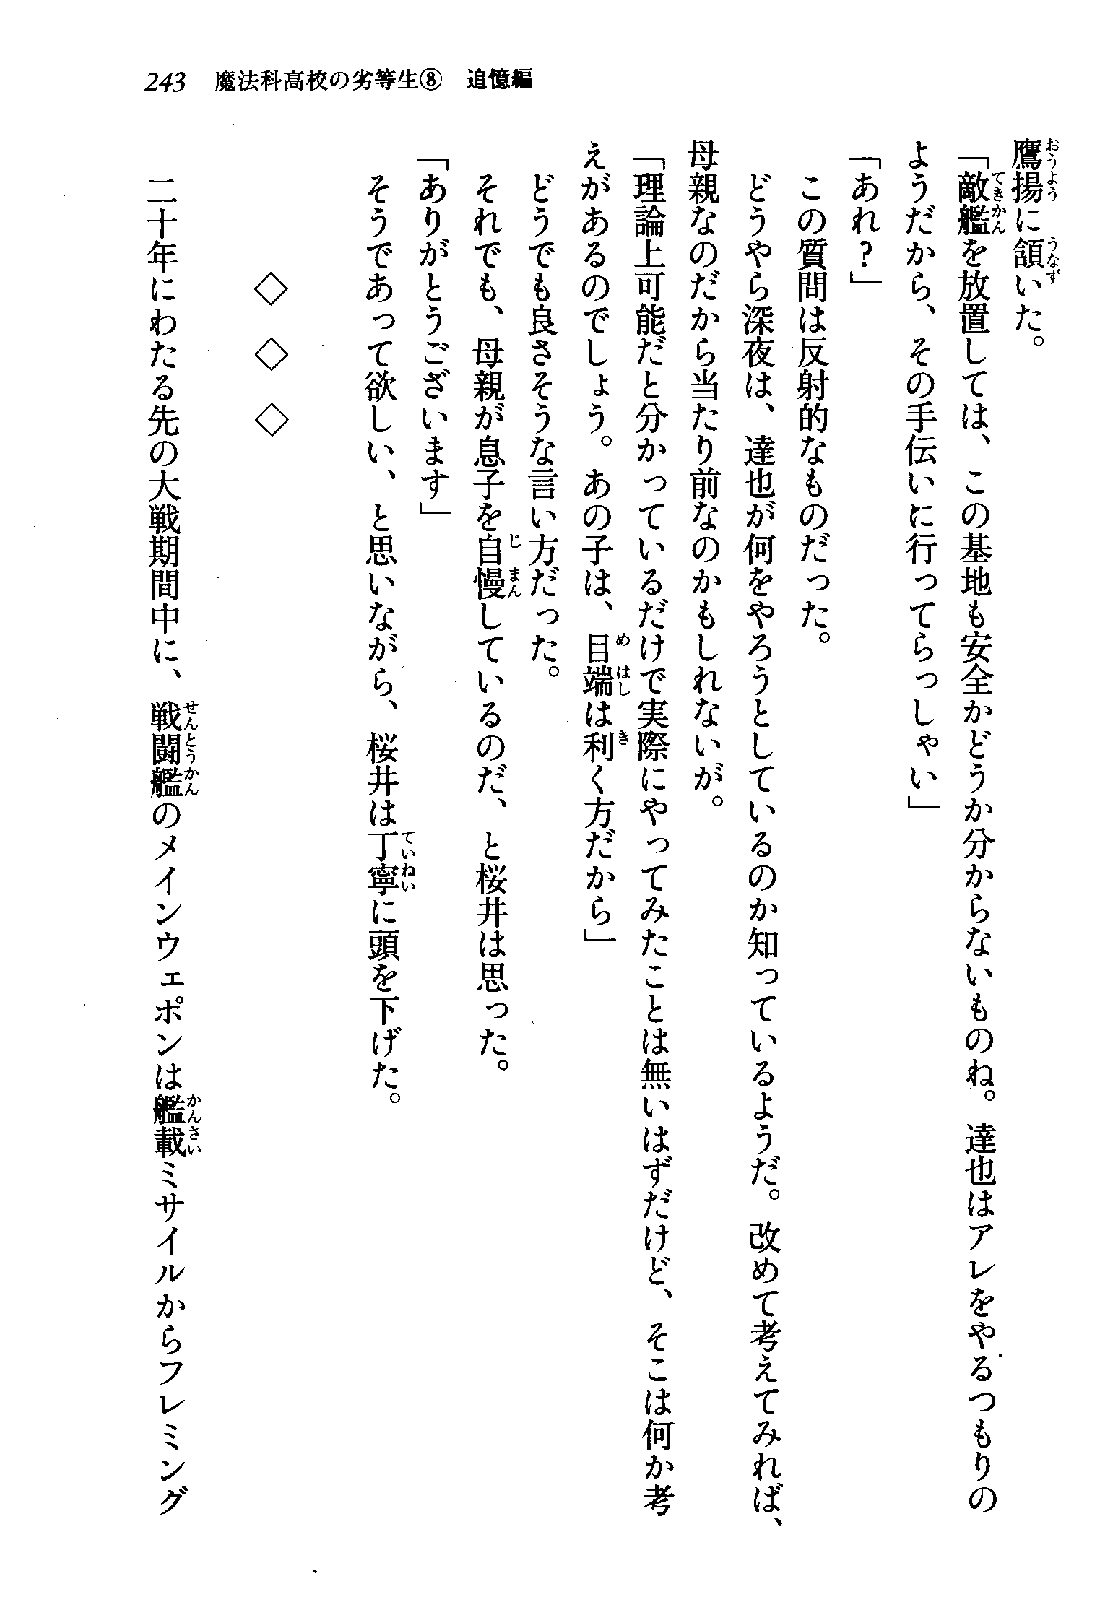 243　魔法科高校の劣等生⑧　追憶編
鷹揚に頷いた。
「敵艦を放置しては、この基地も安全かどうか分からないものね。達也はアレをやるつもりの
ようだから、その手伝いに行ってらっしゃい」
「あれ？」
この質問は反射的なものだった。
どうやら深夜は、達也が何をやろうとしているのか知っているようだ。改めて考えてみれば、
母親なのだから当たり前なのかもしれないが。
「理論上可能だと分かっているだけで実際にやってみたことは無いはずだけど、そこは何か考
えがあるのでしょう。あの子は、目端は利く方だから」
どうでも良さそうな言い方だった。
それでも、母親が息子を自慢しているのだ、と桜井は思った。
「ありがとうございます」
そうであって欲しい、と思いながら、桜井は丁寧に頭を下げた。
◇　◇　◇
二十年にわたる先の大戦期間中に、戦闘艦のメインウェポンは艦載ミサイルからフレミング